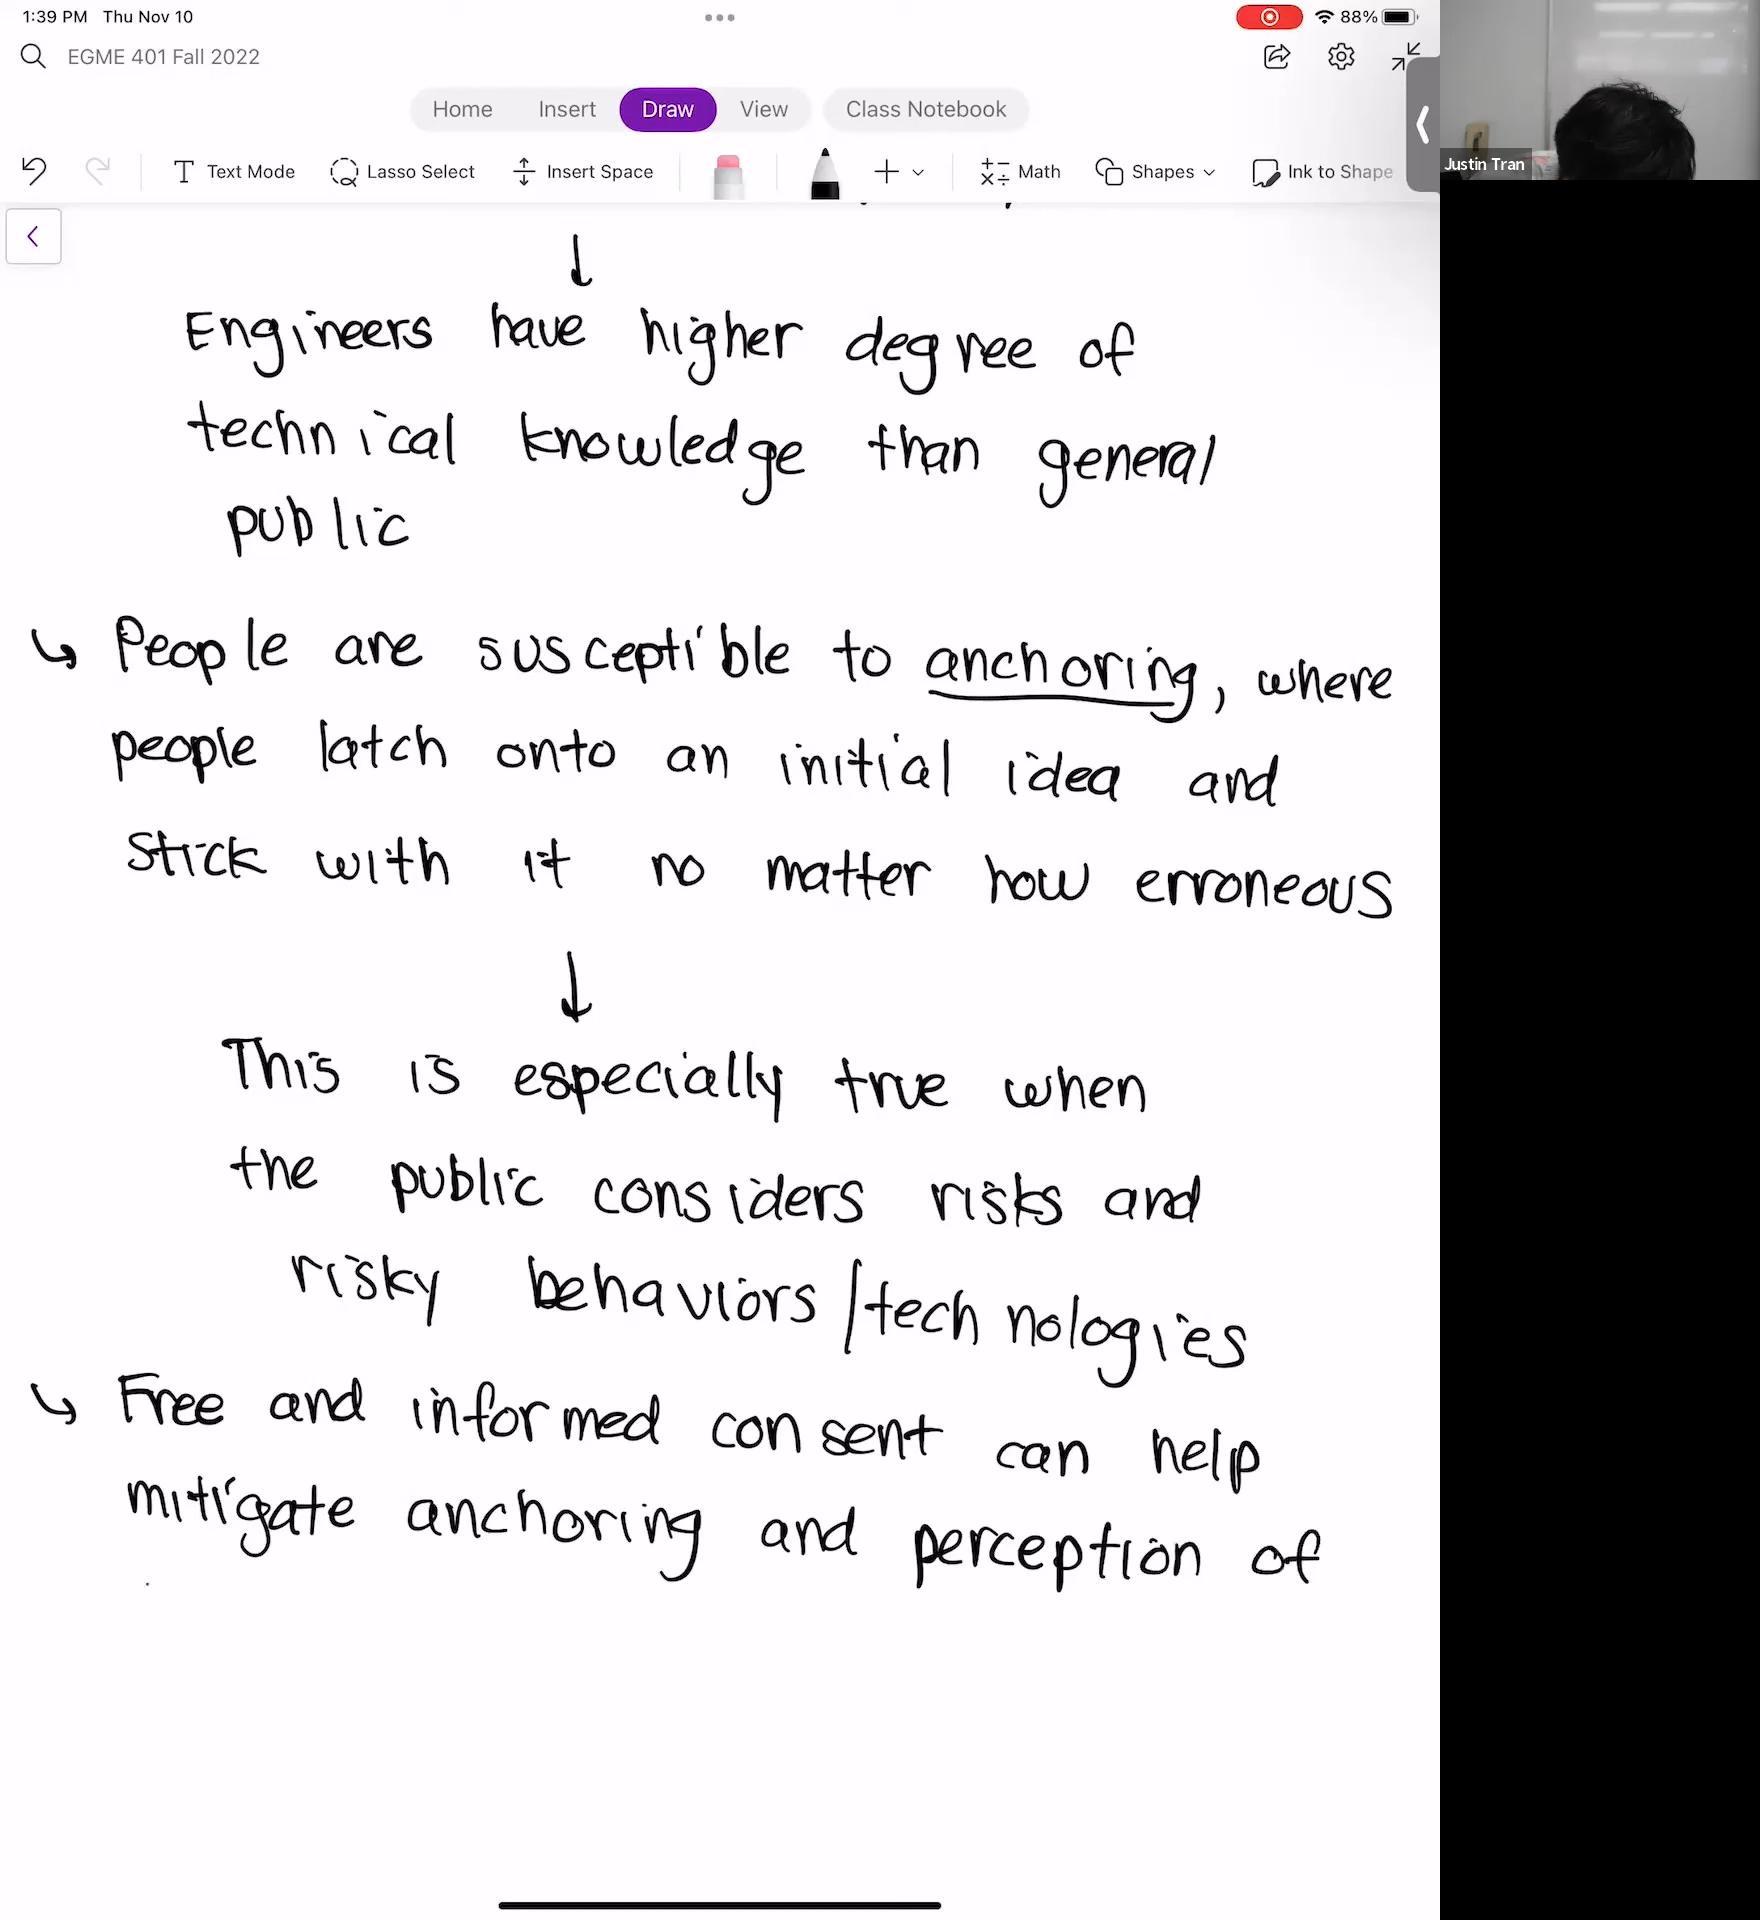 1:39 PM Thu Nov 10
88%
EGME 401 Fall 2022
Home Insert Draw View Class Notebook
Text Mode Lasso Select Insert Space Math Shapes Ink to Shape
Justin Tran
Engineers have higher degree of
technical knowledge than general
public
People are susceptible to anchoring, where
people latch onto an initial idea and
stick with it no matter how erroneous
This is especially true when
the public considers risks and
risky behaviors/technologies
Free and informed consent can help
mitigate anchoring and perception of